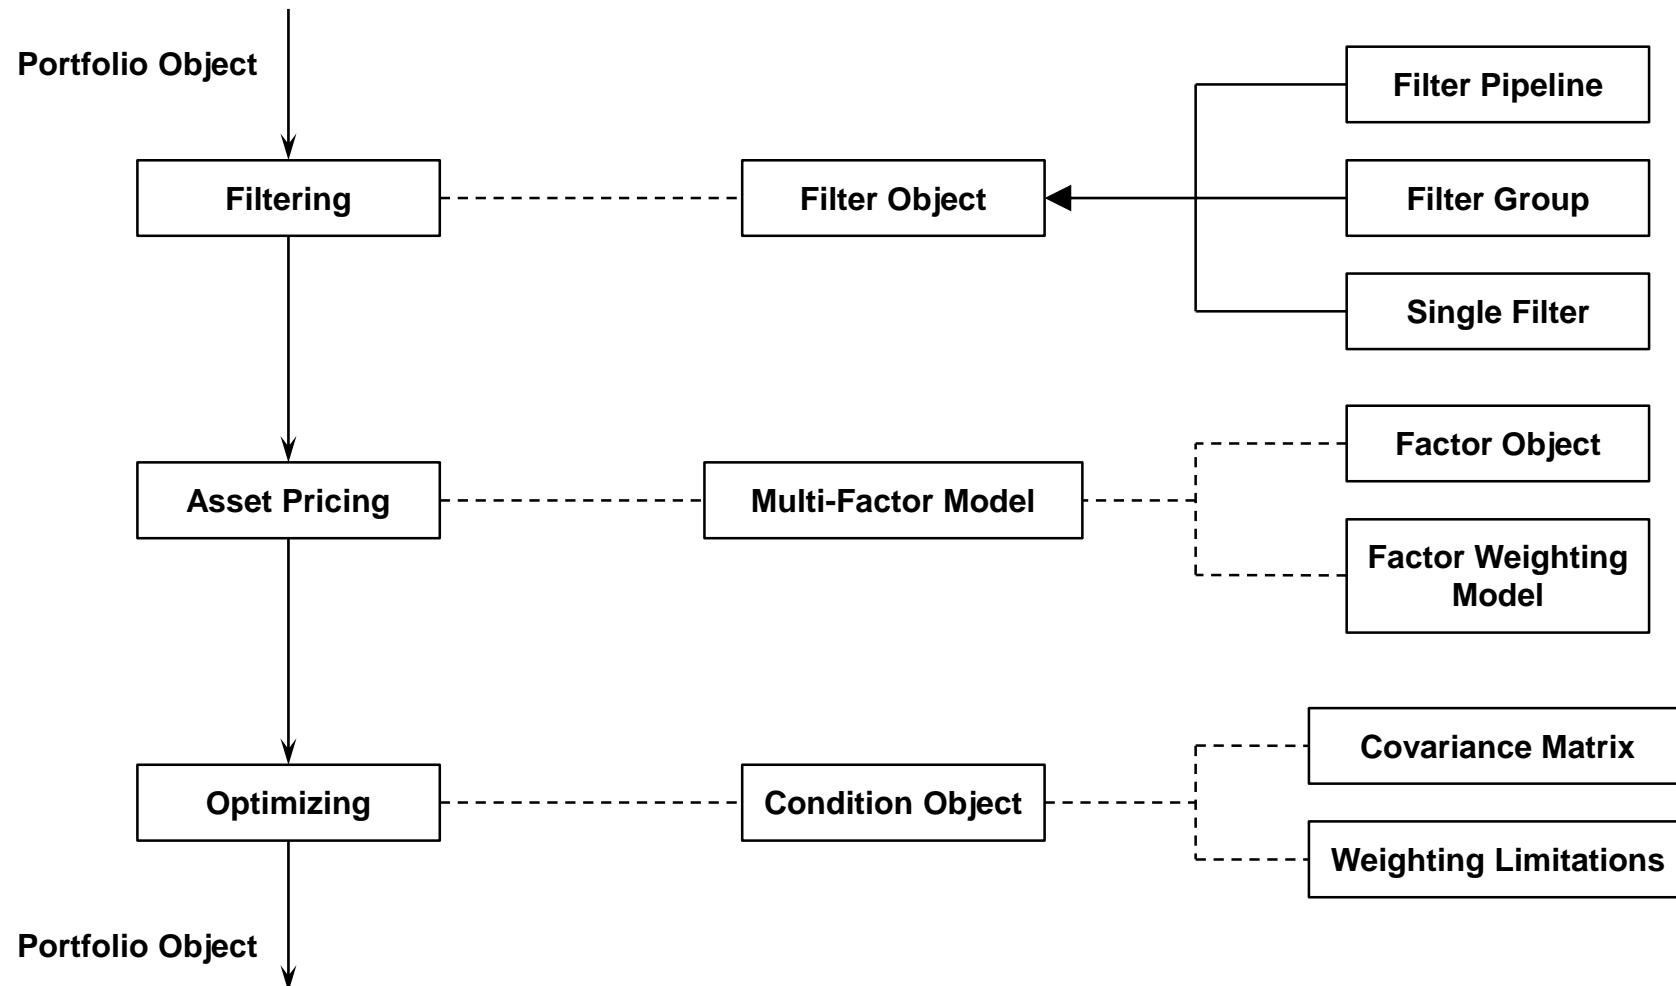 Portfolio Object
Filter Pipeline
Filtering
Filter Object
Filter Group
Single Filter
Factor Object
Asset Pricing
Multi-Factor Model
Factor Weighting
Model
Covariance Matrix
Optimizing
Condition Object
Weighting Limitations
Portfolio Object